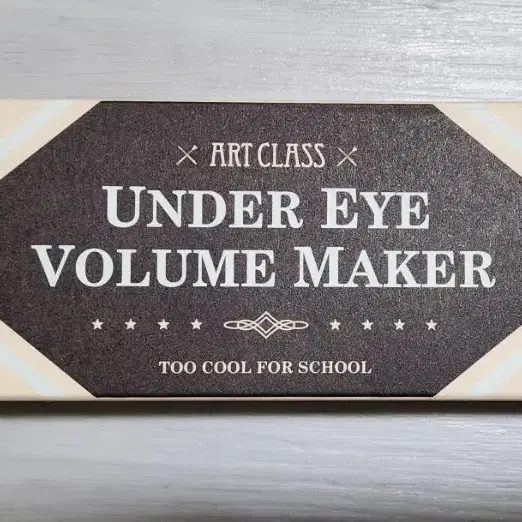 ART CLASS
UNDER EYE
VOLUME MAKER
TOO COOL FOR SCHOOL